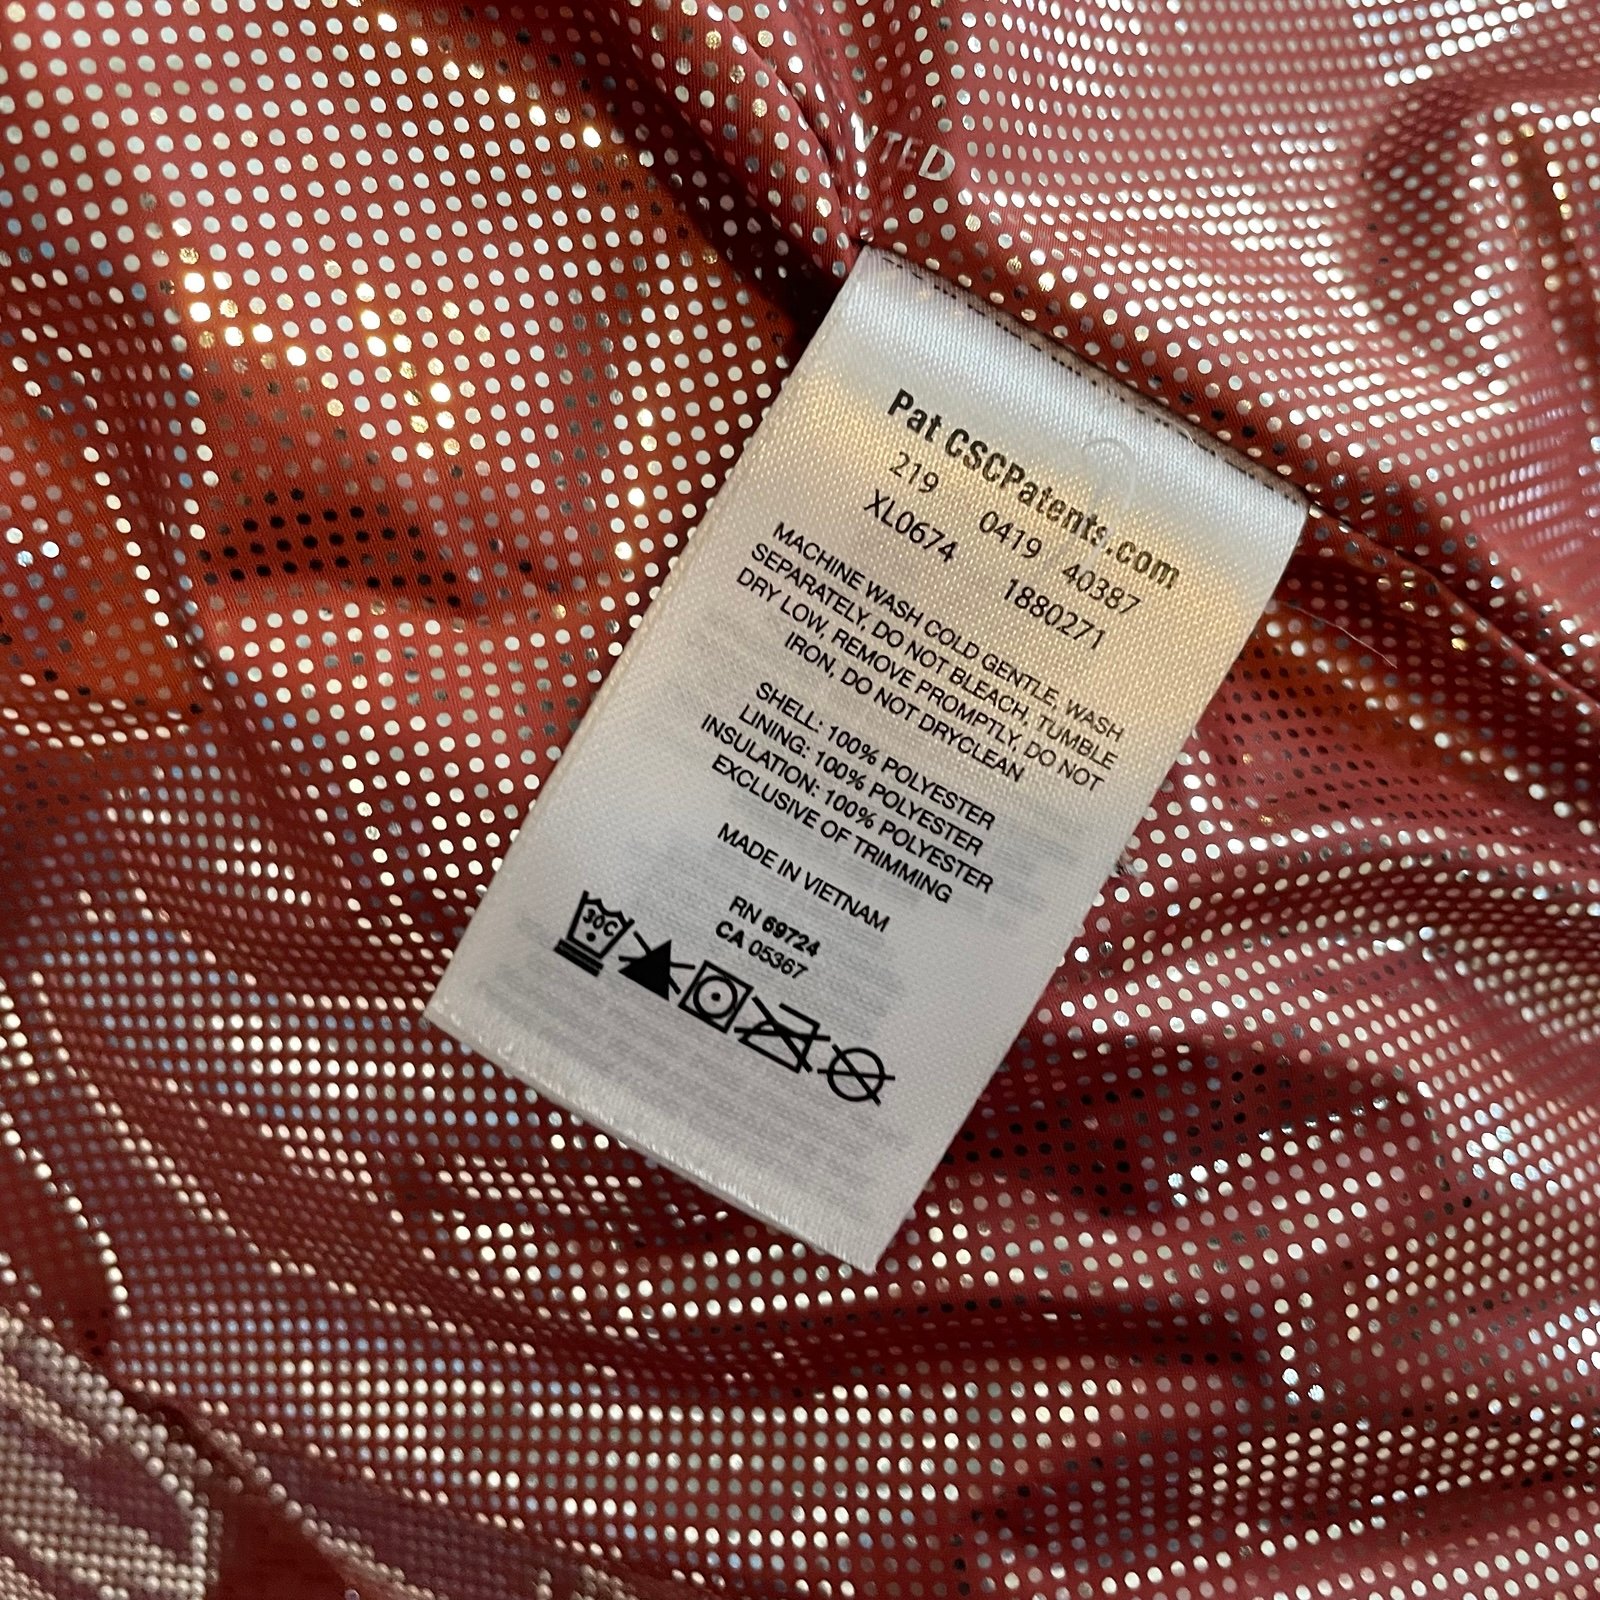 TED
Pat CSCPatents.com
219 0419 40387
XL0674 1880271
MACHINE WASH COLD GENTLE, WASH
SEPARATELY, DO NOT BLEACH, TUMBLE
DRY LOW, REMOVE PROMPTLY, DO NOT
IRON, DO NOT DRYCLEAN
SHELL: 100% POLYESTER
LINING: 100% POLYESTER
INSULATION: 100% POLYESTER
EXCLUSIVE OF TRIMMING
MADE IN VIETNAM
RN 69724
CA 05367
30C